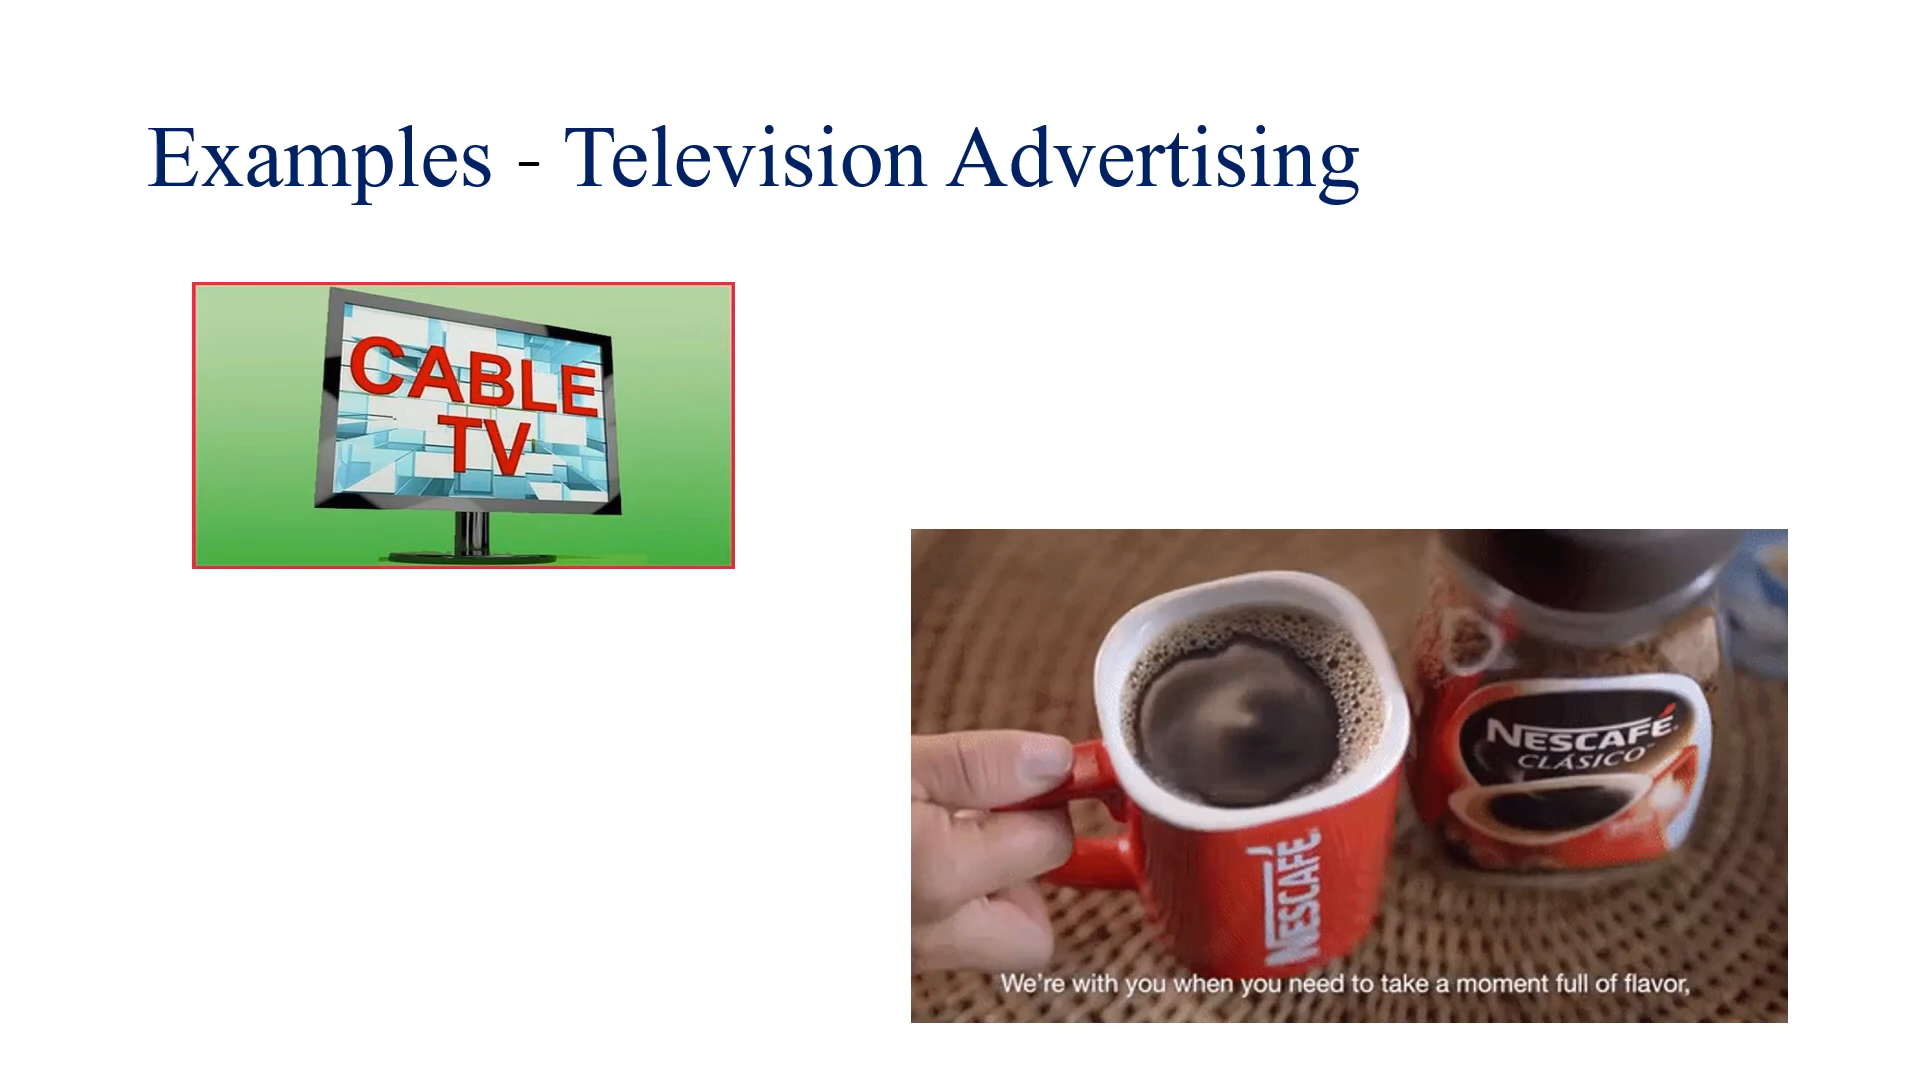 Examples - Television Advertising
CABLE
TV
NESCAFÉ
CLÁSICO
NESCAFÉ
We're with you when you need to take a moment full of flavor,